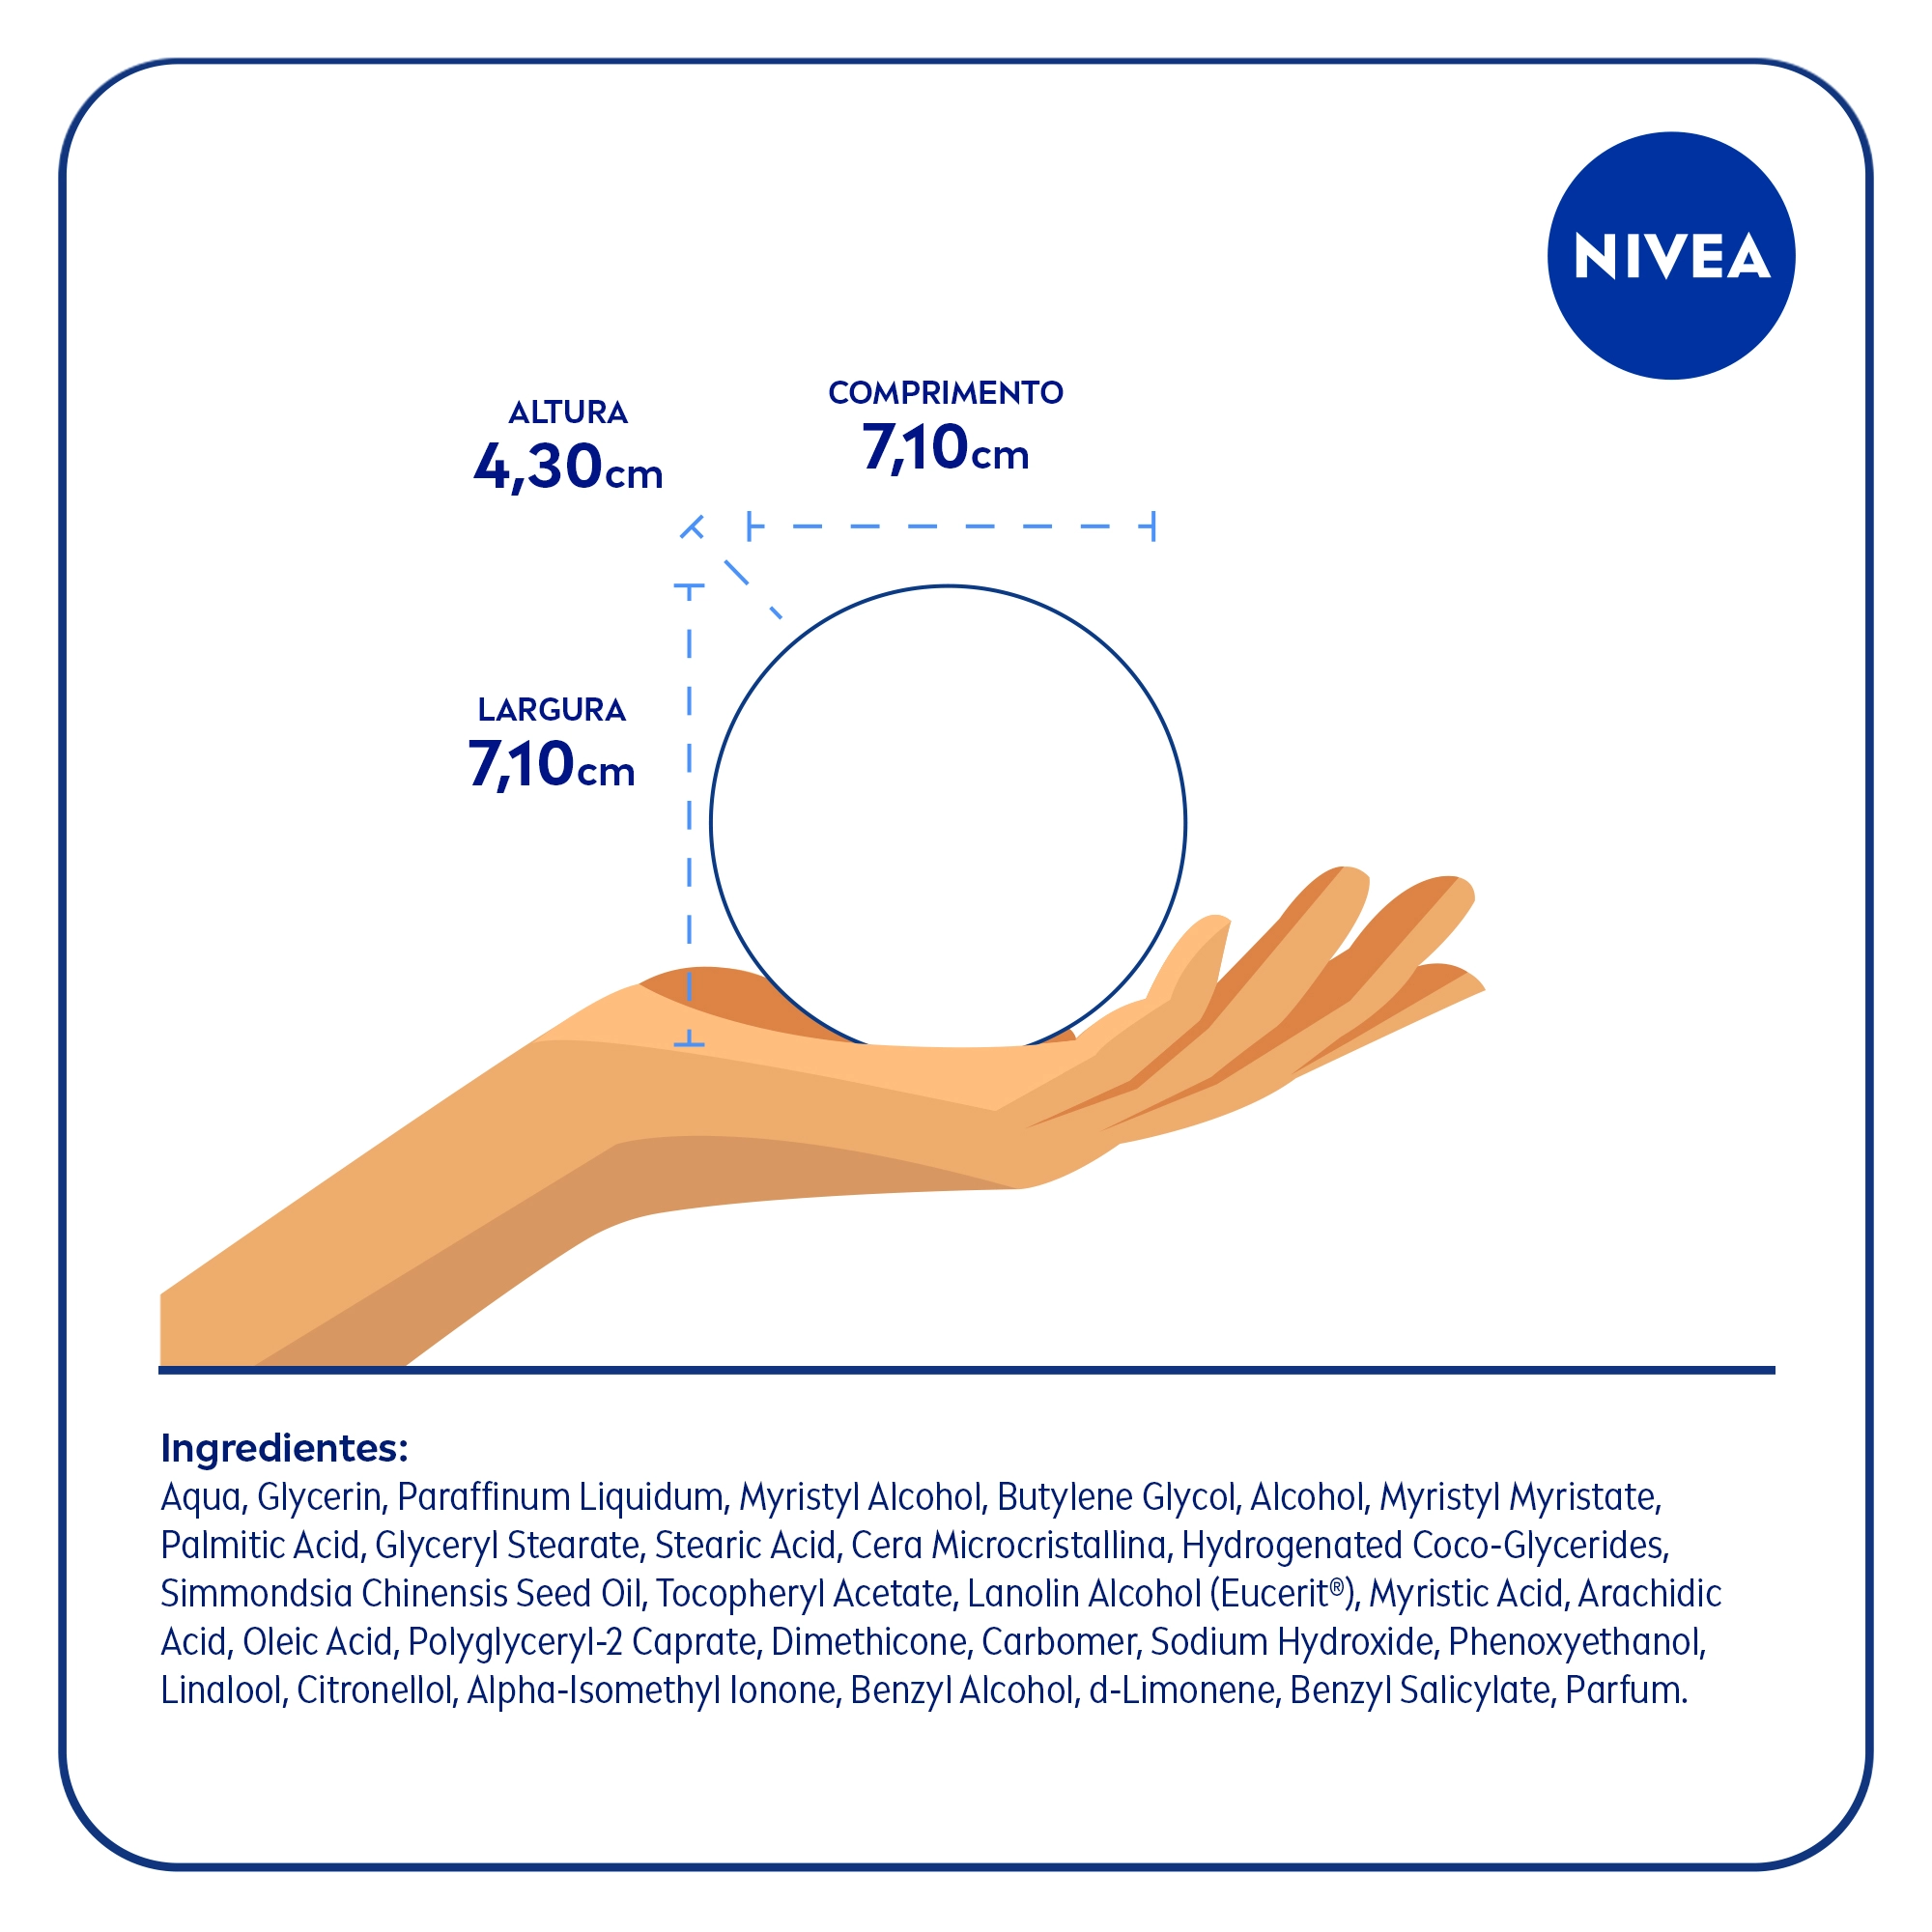 NIVEA
COMPRIMENTO
7,10cm
ALTURA
4,30cm
LARGURA
7,10cm
Ingredientes:
Aqua, Glycerin, Paraffinum Liquidum, Myristyl Alcohol, Butylene Glycol, Alcohol, Myristyl Myristate,
Palmitic Acid, Glyceryl Stearate, Stearic Acid, Cera Microcristallina, Hydrogenated Coco-Glycerides,
Simmondsia Chinensis Seed Oil, Tocopheryl Acetate, Lanolin Alcohol (Eucerit®), Myristic Acid, Arachidic
Acid, Oleic Acid, Polyglyceryl-2 Caprate, Dimethicone, Carbomer, Sodium Hydroxide, Phenoxyethanol,
Linalool, Citronellol, Alpha-Isomethyl Ionone, Benzyl Alcohol, d-Limonene, Benzyl Salicylate, Parfum.